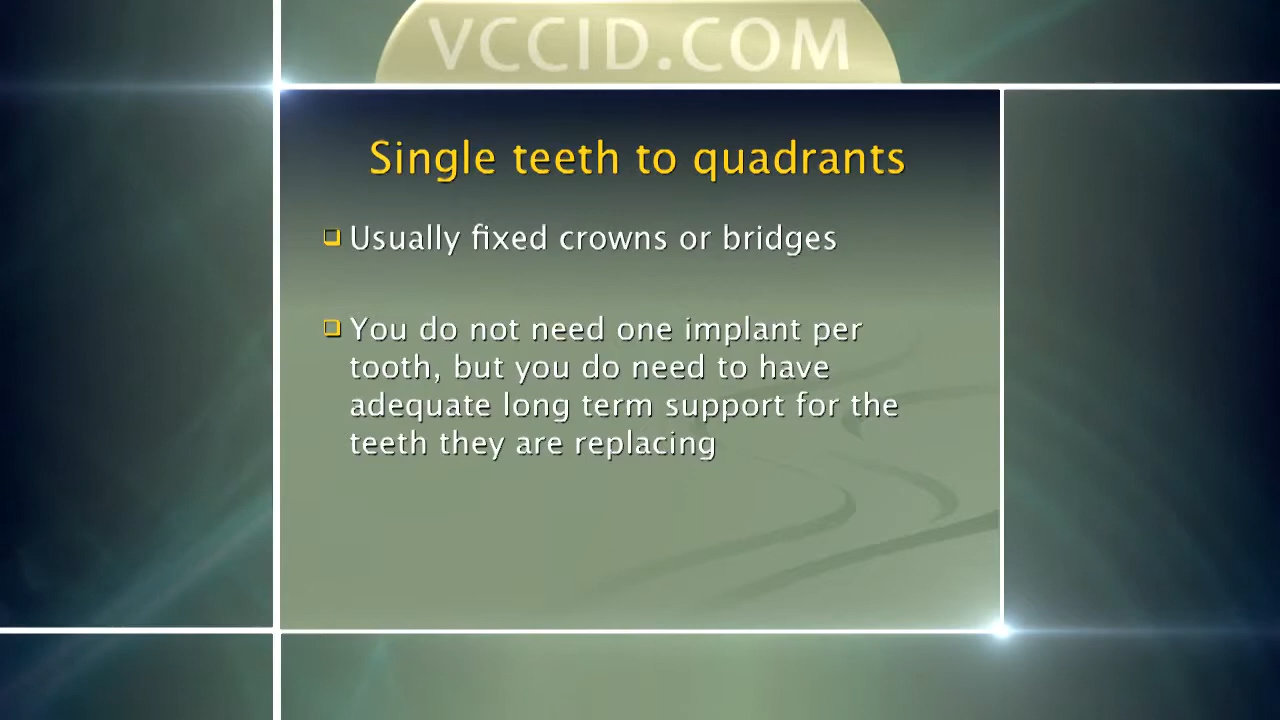 VCCID.COM
Single teeth to quadrants
Usually fixed crowns or bridges
You do not need one implant per
tooth, but you do need to have
adequate long term support for the
teeth they are replacing